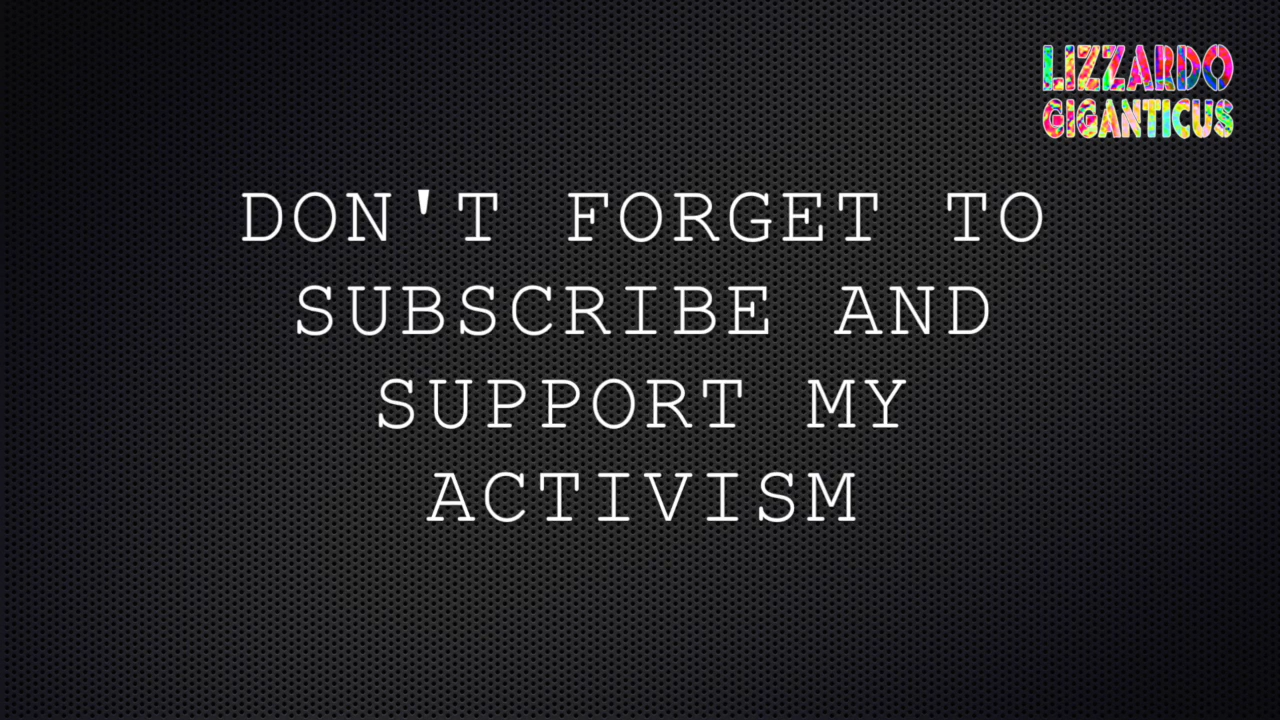 LIZZARDO
GIGANTICUS
DON'T FORGET TO
SUBSCRIBE AND
SUPPORT MY
ACTIVISM